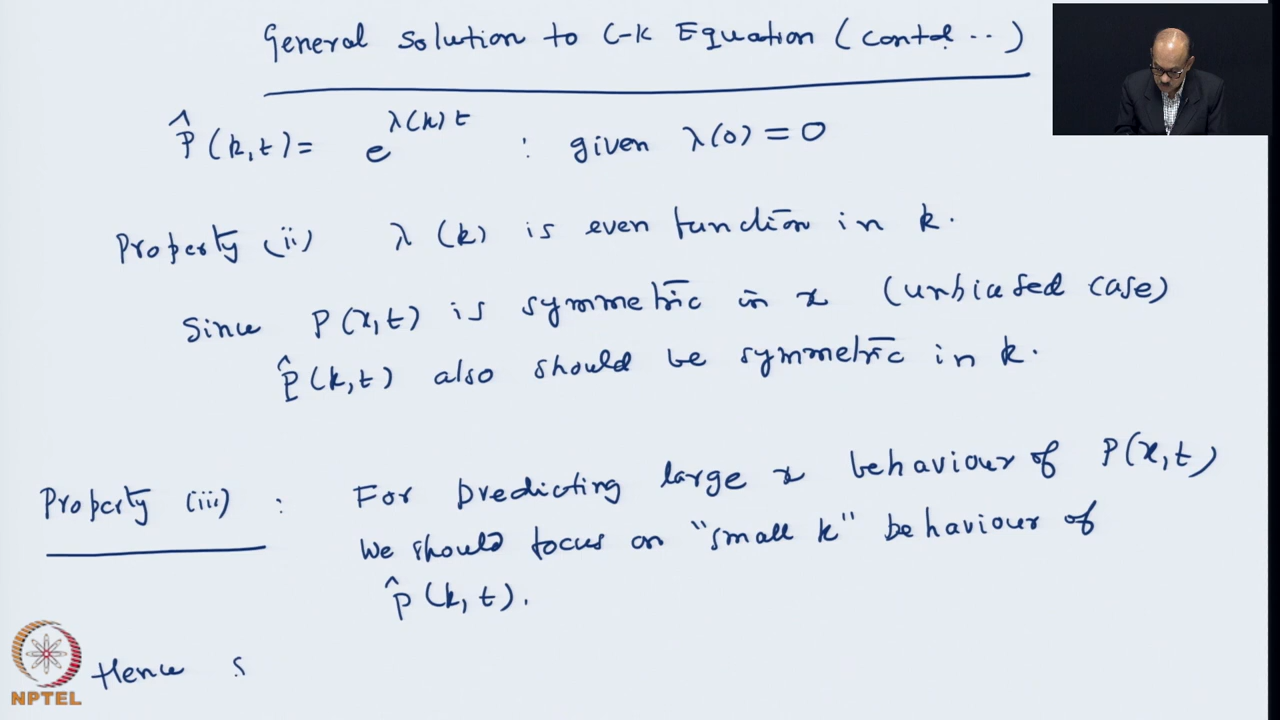 General solution to C-K Equation (contd..)
P̂(k,t) = e^{λ(k)t} : given λ(0) = 0
Property (ii) λ(k) is even function in k.
Since P(x,t) is symmetric in x (unbiased case)
P̂(k,t) also should be symmetric in k.
Property (iii) : For predicting large x behaviour of P(x,t)
We should focus on "small k" behaviour of
p̂(k,t).
Hence s
NPTEL